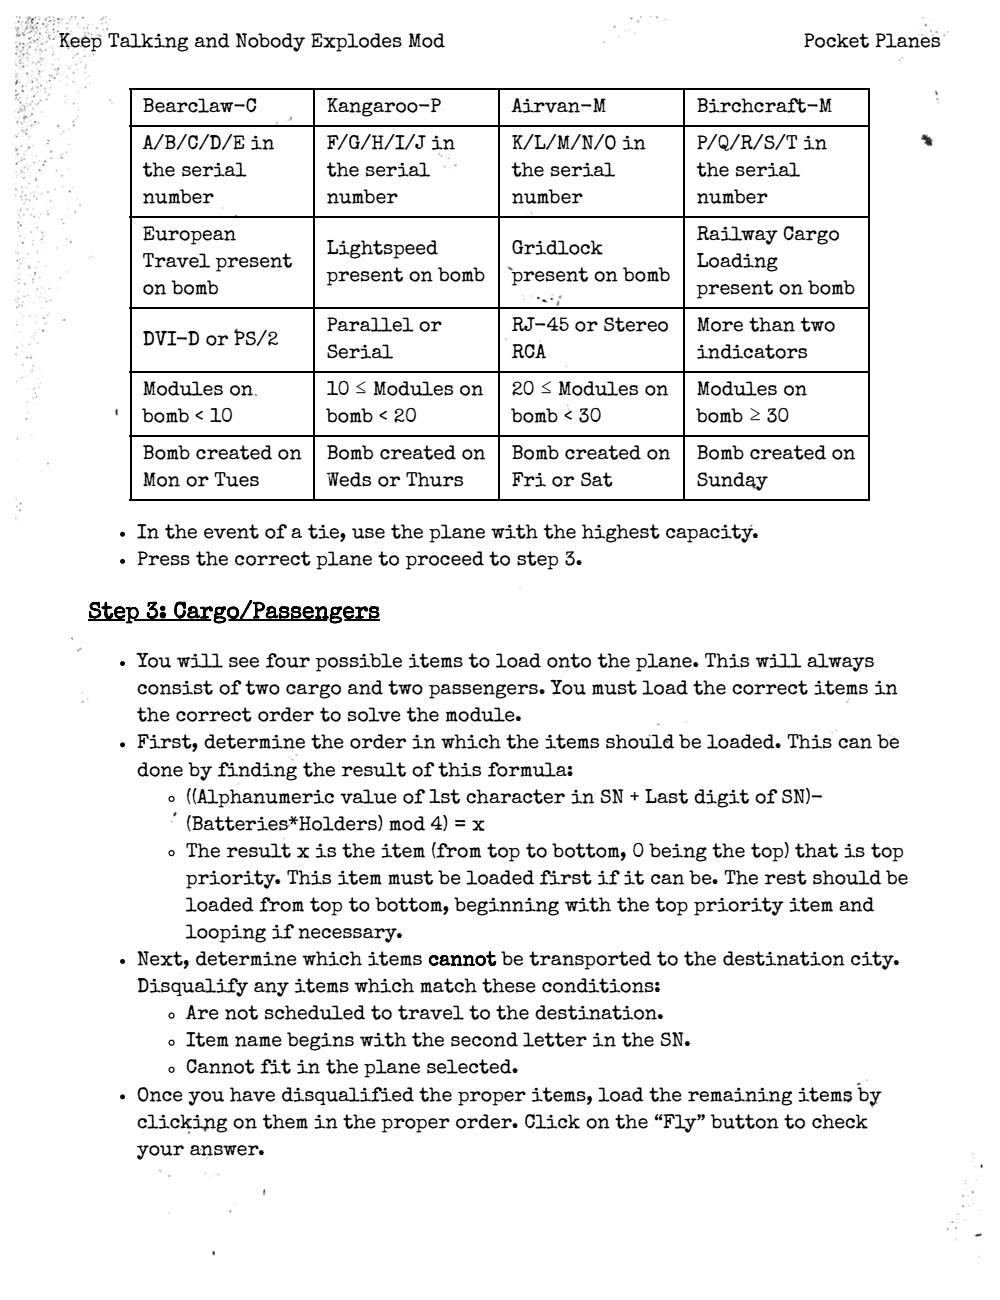 Keep Talking and Nobody Explodes Mod Pocket Planes
Bearclaw-C Kangaroo-P Airvan-M Birchcraft-M
A/B/C/D/E in F/G/H/I/J in K/L/M/N/O in P/Q/R/S/T in
the serial the serial the serial the serial
number number number number
European
Travel present
on bomb
Lightspeed
present on bomb
Gridlock
present on bomb
Railway Cargo
Loading
present on bomb
DVI-D or PS/2
Parallel or
Serial
RJ-45 or Stereo
RCA
More than two
indicators
Modules on 10 ≤ Modules on 20 ≤ Modules on Modules on
bomb < 10 bomb < 20 bomb < 30 bomb ≥ 30
Bomb created on Bomb created on Bomb created on Bomb created on
Mon or Tues Weds or Thurs Fri or Sat Sunday
• In the event of a tie, use the plane with the highest capacity.
• Press the correct plane to proceed to step 3.
Step 3: Cargo/Passengers
• You will see four possible items to load onto the plane. This will always
consist of two cargo and two passengers. You must load the correct items in
the correct order to solve the module.
• First, determine the order in which the items should be loaded. This can be
done by finding the result of this formula:
◦ ((Alphanumeric value of 1st character in SN + Last digit of SN)-
(Batteries*Holders) mod 4) = x
◦ The result x is the item (from top to bottom, 0 being the top) that is top
priority. This item must be loaded first if it can be. The rest should be
loaded from top to bottom, beginning with the top priority item and
looping if necessary.
• Next, determine which items cannot be transported to the destination city.
Disqualify any items which match these conditions:
◦ Are not scheduled to travel to the destination.
◦ Item name begins with the second letter in the SN.
◦ Cannot fit in the plane selected.
• Once you have disqualified the proper items, load the remaining items by
clicking on them in the proper order. Click on the “Fly” button to check
your answer.